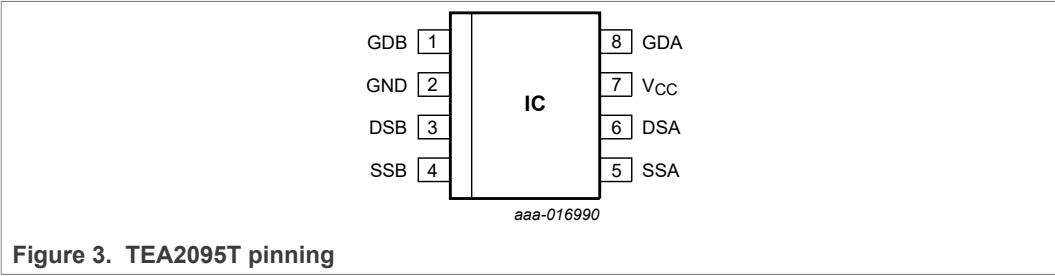 GDB 1 8 GDA
GND 2 7 VCC
IC
DSB 3 6 DSA
SSB 4 5 SSA
aaa-016990
Figure 3. TEA2095T pinning